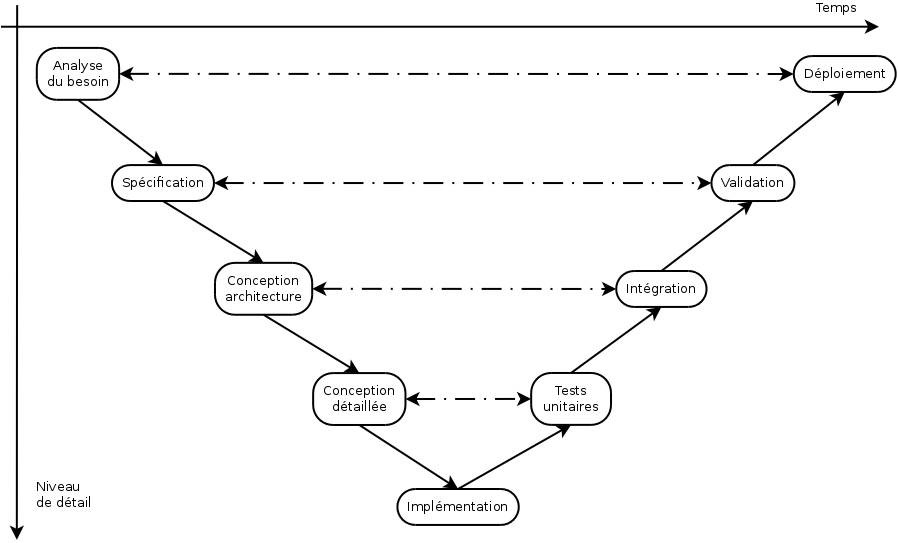 Temps
Analyse
du besoin
Déploiement
Spécification
Validation
Conception
architecture
Intégration
Conception
détaillée
Tests
unitaires
Niveau
de détail
Implémentation